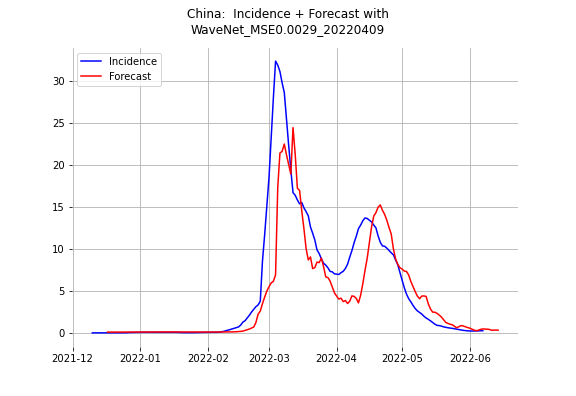 China:  Incidence + Forecast with
WaveNet_MSE0.0029_20220409
Incidence
Forecast
30
25
20
15
10
5
0
2021-12 2022-01 2022-02 2022-03 2022-04 2022-05 2022-06